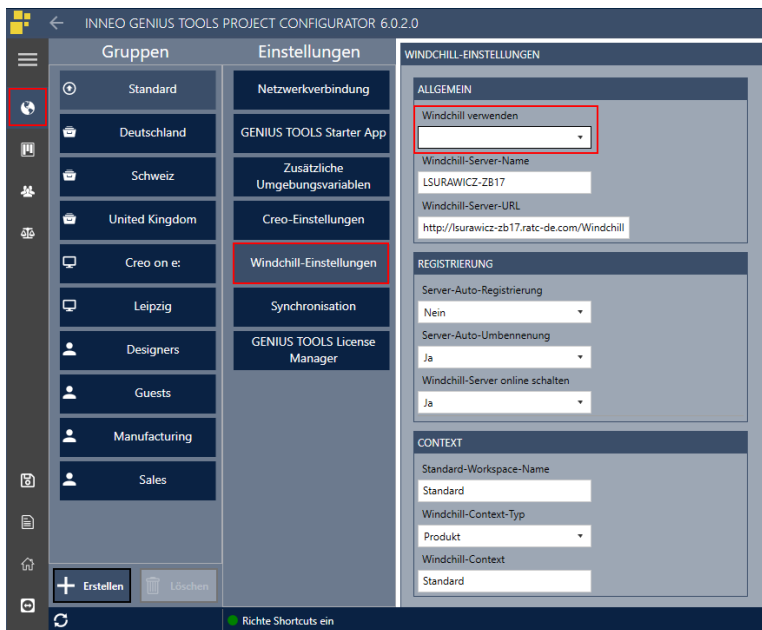 INNEO GENIUS TOOLS PROJECT CONFIGURATOR 6.0.2.0
Gruppen
Standard
Deutschland
Schweiz
United Kingdom
Creo on e:
Leipzig
Designers
Guests
Manufacturing
Sales
Erstellen
Löschen
Einstellungen
Netzwerkverbindung
GENIUS TOOLS Starter App
Zusätzliche
Umgebungsvariablen
Creo-Einstellungen
Windchill-Einstellungen
Synchronisation
GENIUS TOOLS License
Manager
WINDCHILL-EINSTELLUNGEN
ALLGEMEIN
Windchill verwenden
Windchill-Server-Name
LSURAWICZ-ZB17
Windchill-Server-URL
http://lsurawicz-zb17.ratc-de.com/Windchill
REGISTRIERUNG
Server-Auto-Registrierung
Nein
Server-Auto-Umbennenung
Ja
Windchill-Server online schalten
Ja
CONTEXT
Standard-Workspace-Name
Standard
Windchill-Context-Typ
Produkt
Windchill-Context
Standard
Richte Shortcuts ein